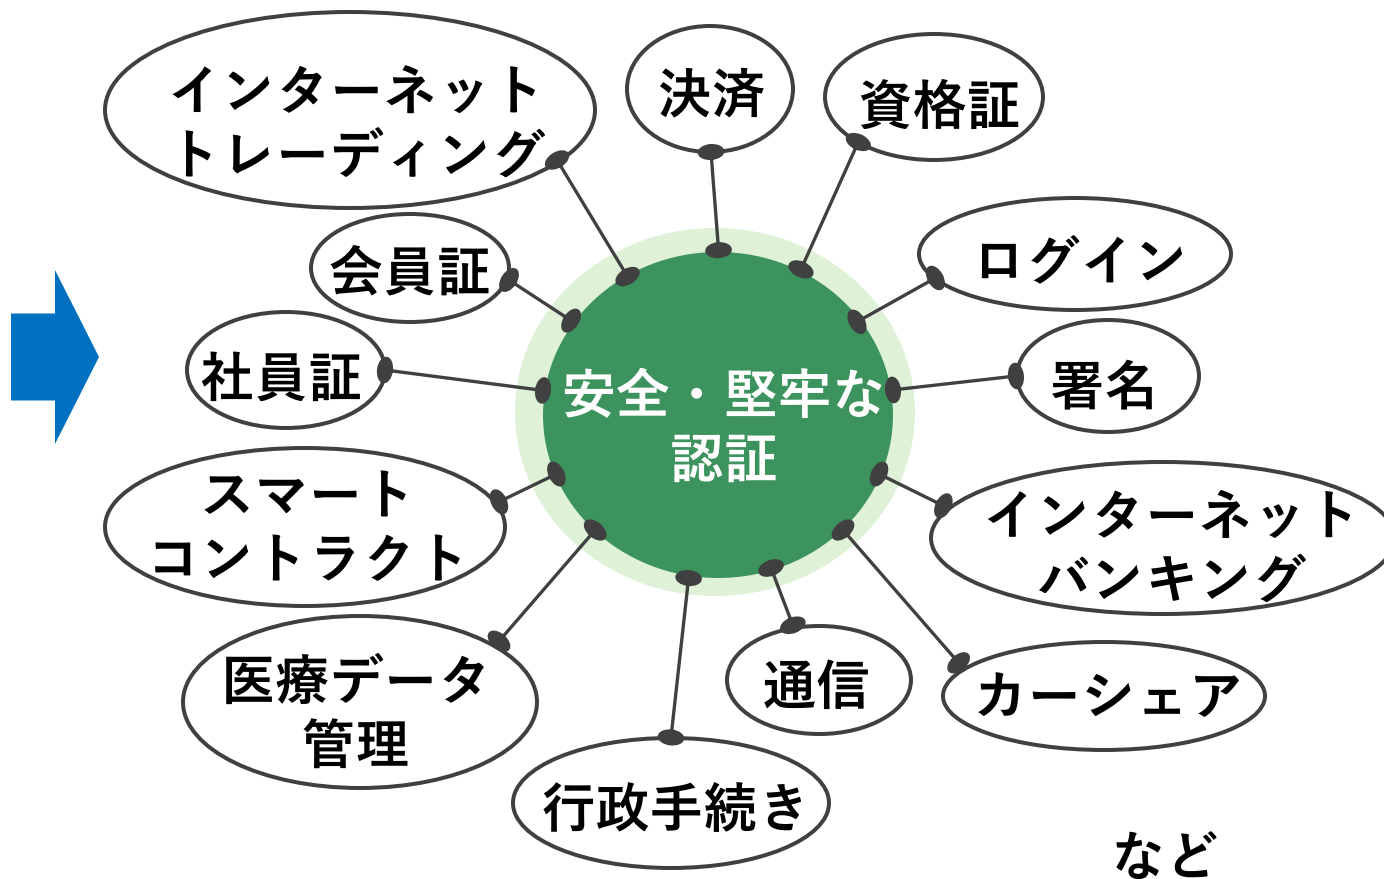 インターネット
トレーディング
決済
資格証
会員証
ログイン
社員証
署名
安全・堅牢な
認証
スマート
コントラクト
インターネット
バンキング
医療データ
管理
通信
カーシェア
行政手続き
など